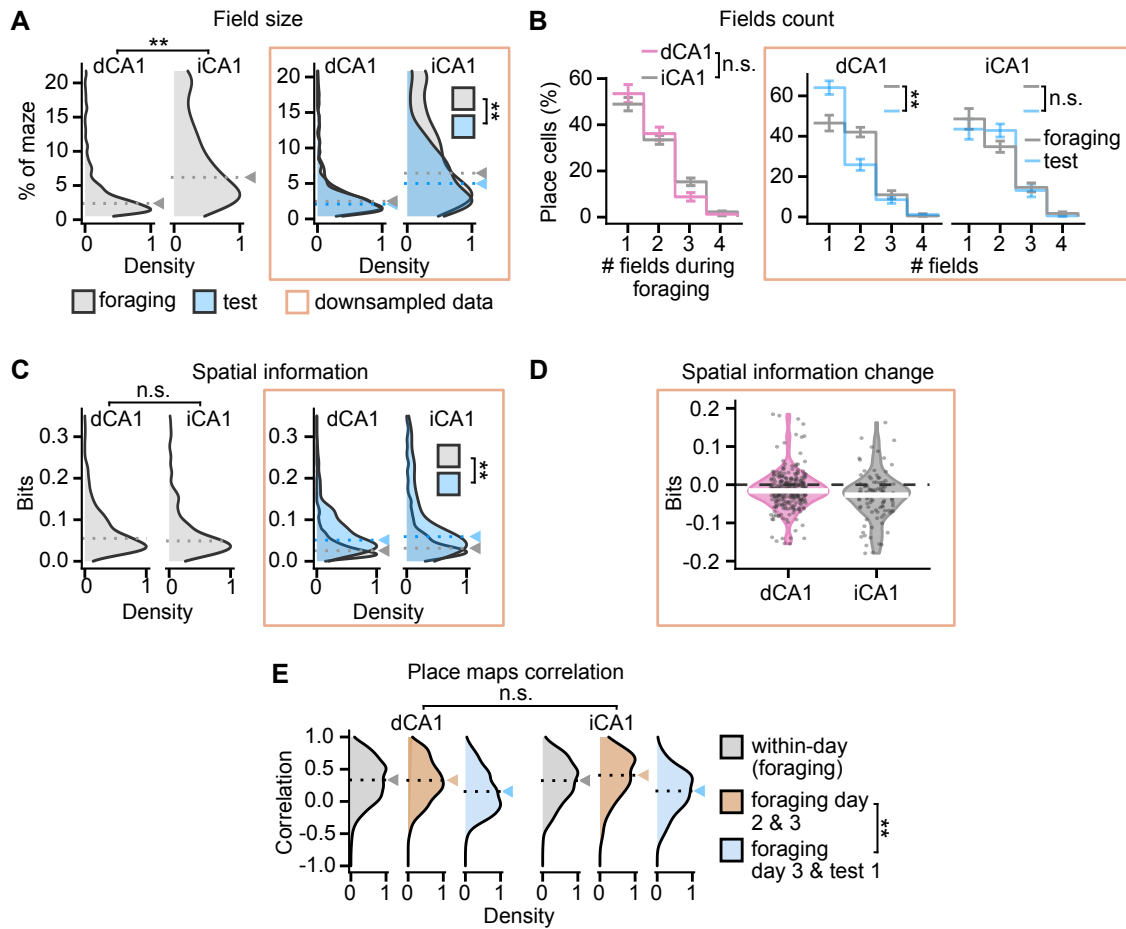 A
Field size
**
dCA1
iCA1
% of maze
20
15
10
5
0
0
1
Density
dCA1
iCA1
20
15
10
5
0
**
0
1
0
1
Density
foraging
test
downsampled data
B
Fields count
dCA1
iCA1
n.s.
Place cells (%)
60
40
20
0
1
2
3
4
# fields during
foraging
dCA1
**
iCA1
n.s.
foraging
test
60
40
20
0
1
2
3
4
1
2
3
4
# fields
C
Spatial information
n.s.
dCA1
iCA1
Bits
0.3
0.2
0.1
0.0
0
1
0
1
Density
dCA1
iCA1
0.3
0.2
0.1
0.0
**
0
1
0
1
Density
D
Spatial information change
Bits
0.2
0.1
0.0
-0.1
-0.2
dCA1
iCA1
E
Place maps correlation
n.s.
dCA1
iCA1
Correlation
1.0
0.5
0.0
-0.5
-1.0
0
1
0
1
0
1
0
1
0
1
0
1
Density
within-day
(foraging)
foraging day
2 & 3
foraging
day 3 & test 1
**